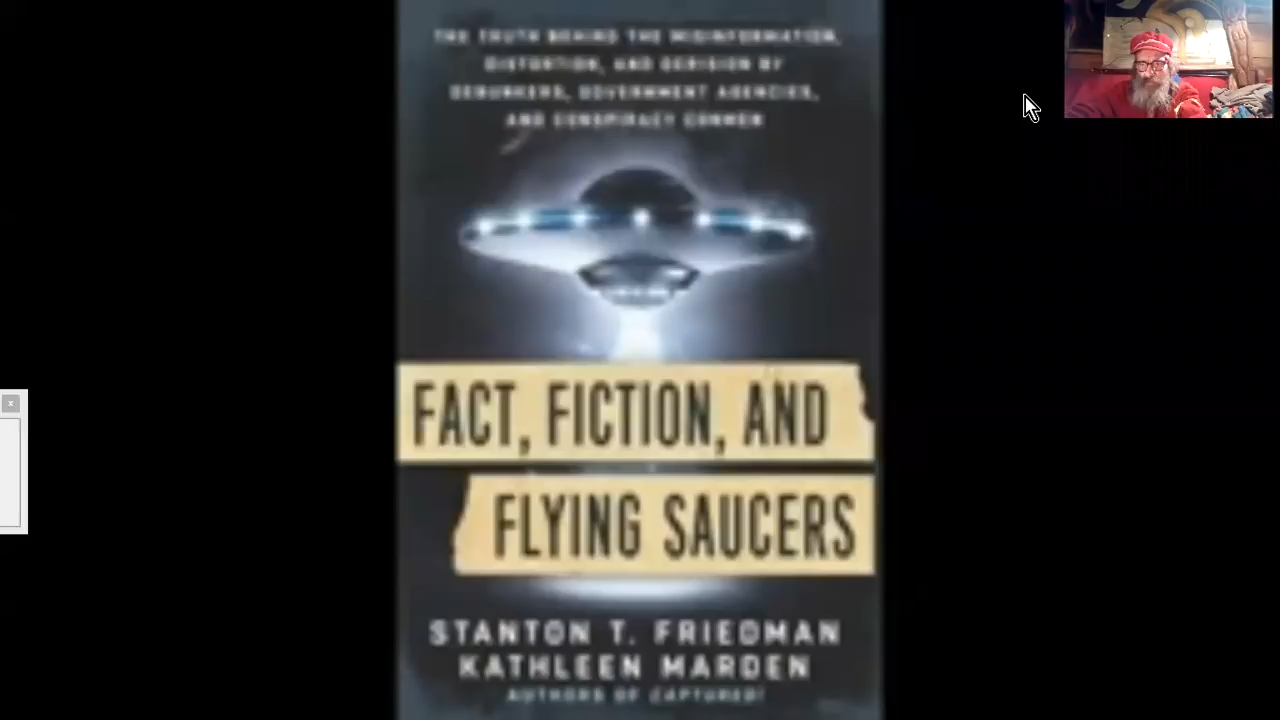 THE TRUTH BEHIND THE MISINFORMATION,
DISTORTION, AND DERISION BY
DEBUNKERS, GOVERNMENT AGENCIES,
AND CONSPIRACY CONMEN
FACT, FICTION, AND
FLYING SAUCERS
STANTON T. FRIEDMAN
KATHLEEN MARDEN
AUTHORS OF CAPTURED!
x